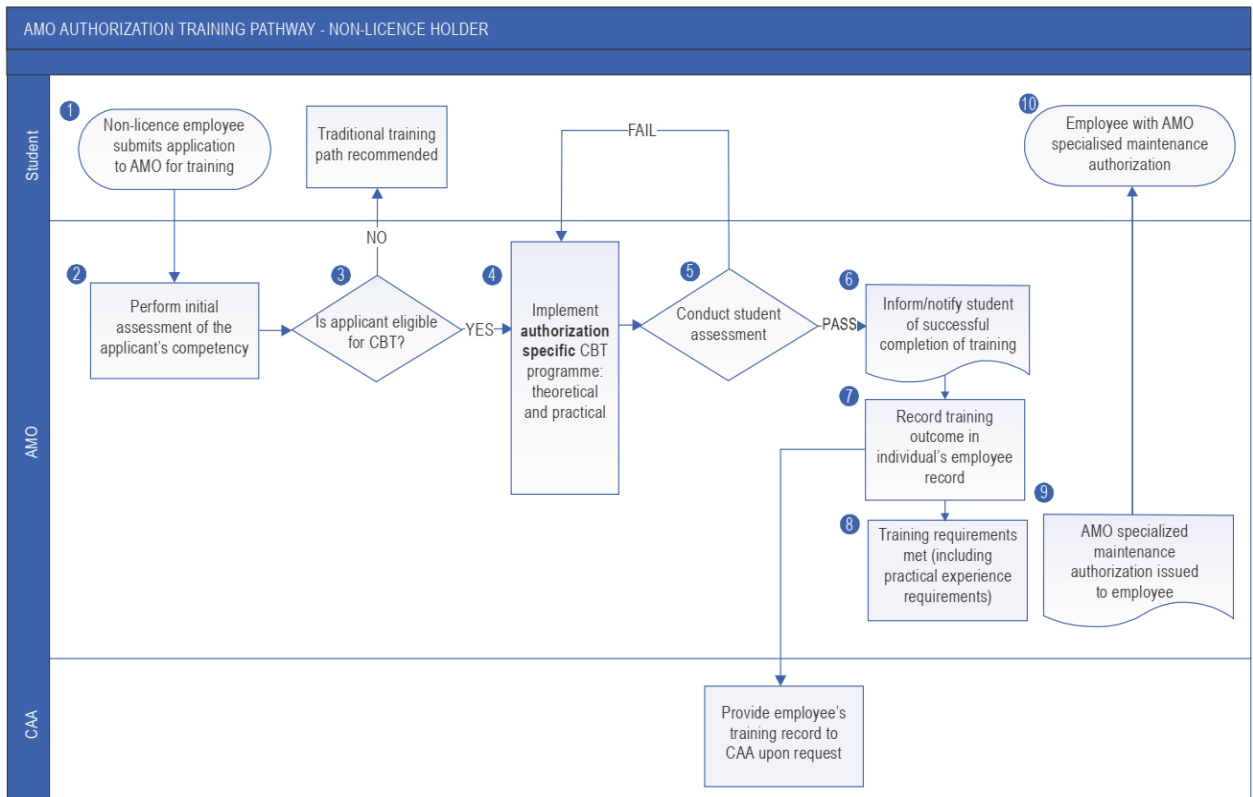 AMO AUTHORIZATION TRAINING PATHWAY - NON-LICENCE HOLDER
Student
1
Non-licence employee
submits application
to AMO for training
Traditional training
path recommended
FAIL
10
Employee with AMO
specialised maintenance
authorization
AMO
2
Perform initial
assessment of the
applicant's competency
NO
3
Is applicant eligible
for CBT?
YES
4
Implement
authorization
specific CBT
programme:
theoretical
and practical
5
Conduct student
assessment
PASS
6
Inform/notify student
of successful
completion of training
7
Record training
outcome in
individual's employee
record
8
Training requirements
met (including
practical experience
requirements)
9
AMO specialized
maintenance
authorization issued
to employee
CAA
Provide employee's
training record to
CAA upon request